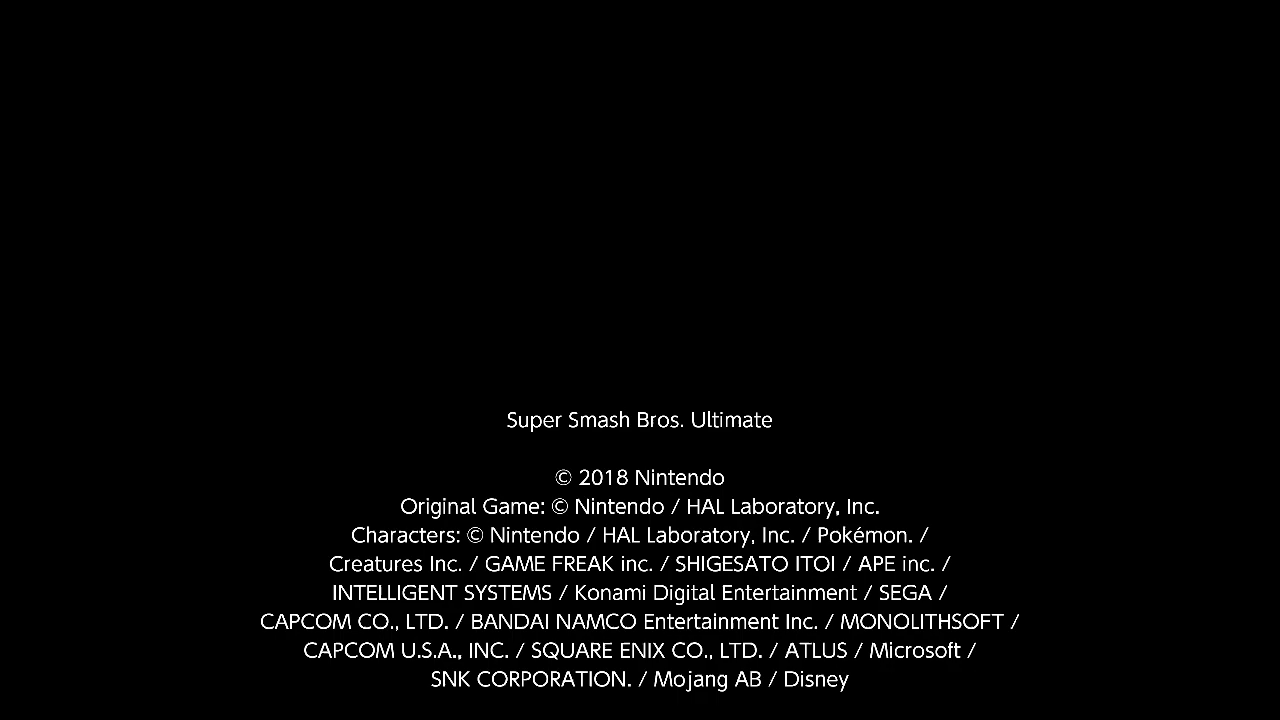 Super Smash Bros. Ultimate
© 2018 Nintendo
Original Game: © Nintendo / HAL Laboratory, Inc.
Characters: © Nintendo / HAL Laboratory, Inc. / Pokémon. /
Creatures Inc. / GAME FREAK inc. / SHIGESATO ITOI / APE inc. /
INTELLIGENT SYSTEMS / Konami Digital Entertainment / SEGA /
CAPCOM CO., LTD. / BANDAI NAMCO Entertainment Inc. / MONOLITHSOFT /
CAPCOM U.S.A., INC. / SQUARE ENIX CO., LTD. / ATLUS / Microsoft /
SNK CORPORATION. / Mojang AB / Disney